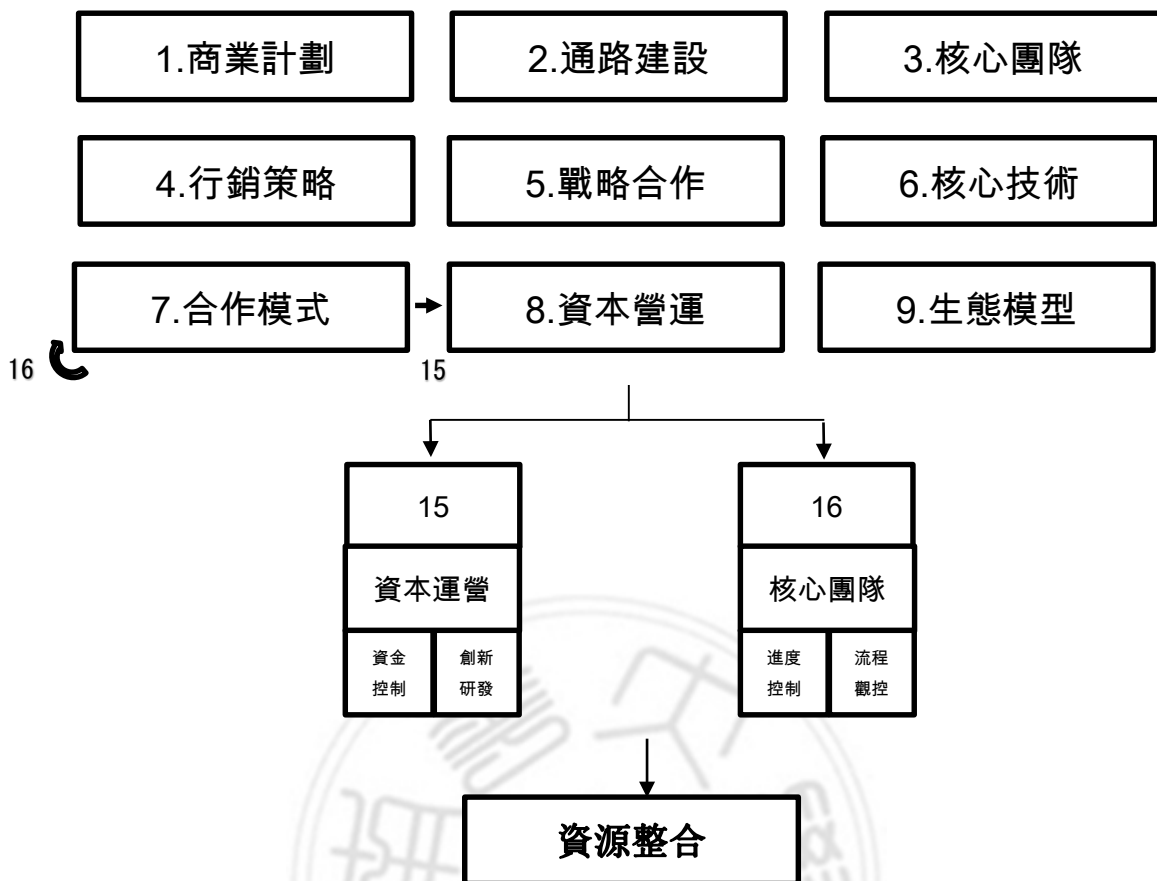 1.商業計劃
2.通路建設
3.核心團隊
4.行銷策略
5.戰略合作
6.核心技術
7.合作模式
8.資本營運
9.生態模型
16
15
15
16
資本運營
核心團隊
資金
控制
創新
研發
進度
控制
流程
觀控
資源整合